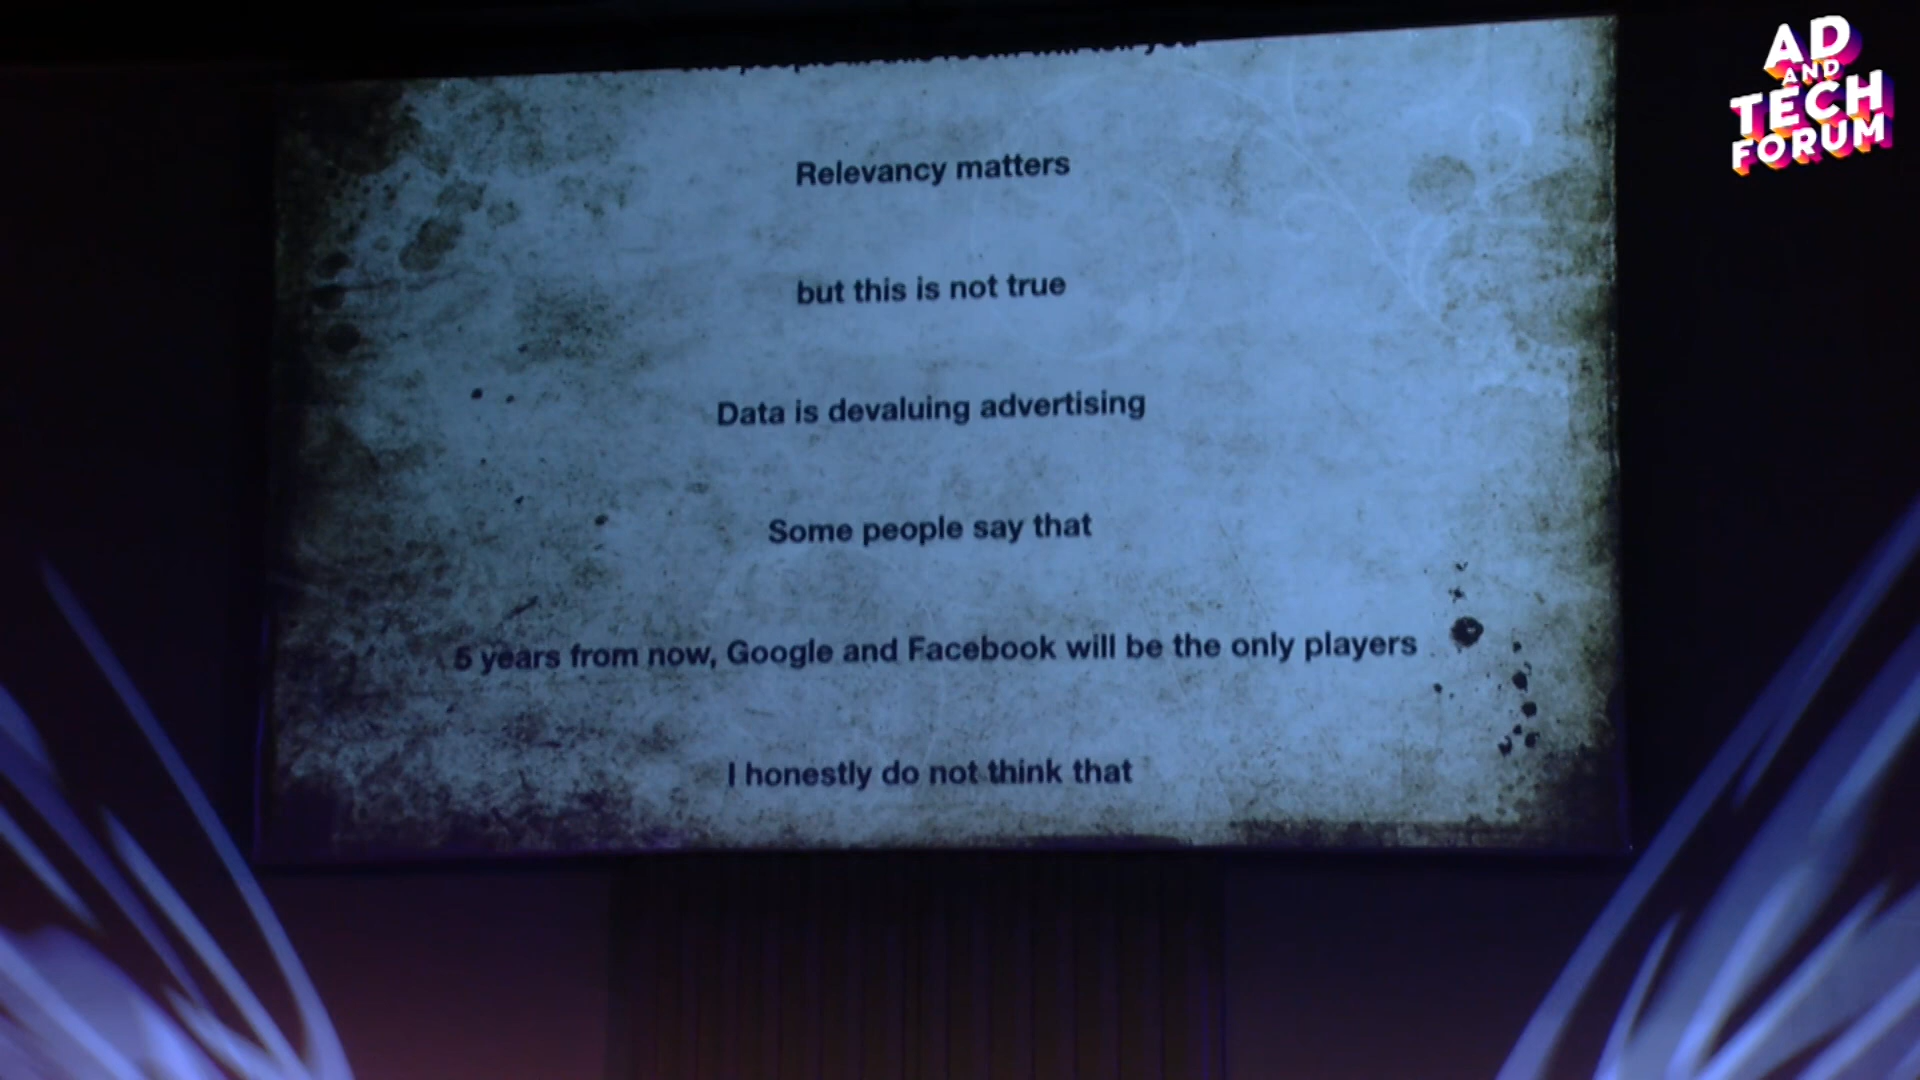 AD
AND
TECH
FORUM
Relevancy matters
but this is not true
Data is devaluing advertising
Some people say that
5 years from now, Google and Facebook will be the only players
I honestly do not think that